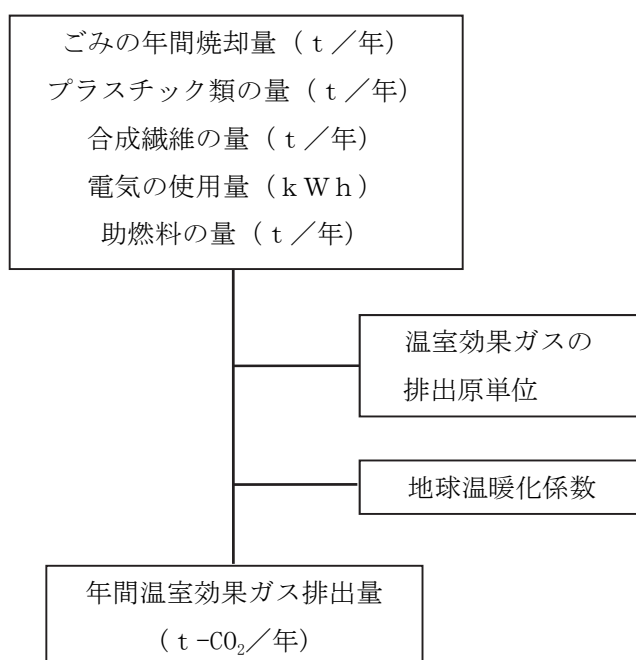 ごみの年間焼却量（ｔ／年）
プラスチック類の量（ｔ／年）
合成繊維の量（ｔ／年）
電気の使用量（ｋＷｈ）
助燃料の量（ｔ／年）
温室効果ガスの
排出原単位
地球温暖化係数
年間温室効果ガス排出量
（ｔ-CO₂／年）